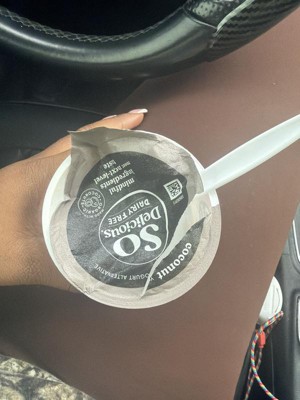 mindful
ingredients
and next-level
taste
SO
Delicious.
DAIRY FREE
coconut
YOGURT ALTERNATIVE